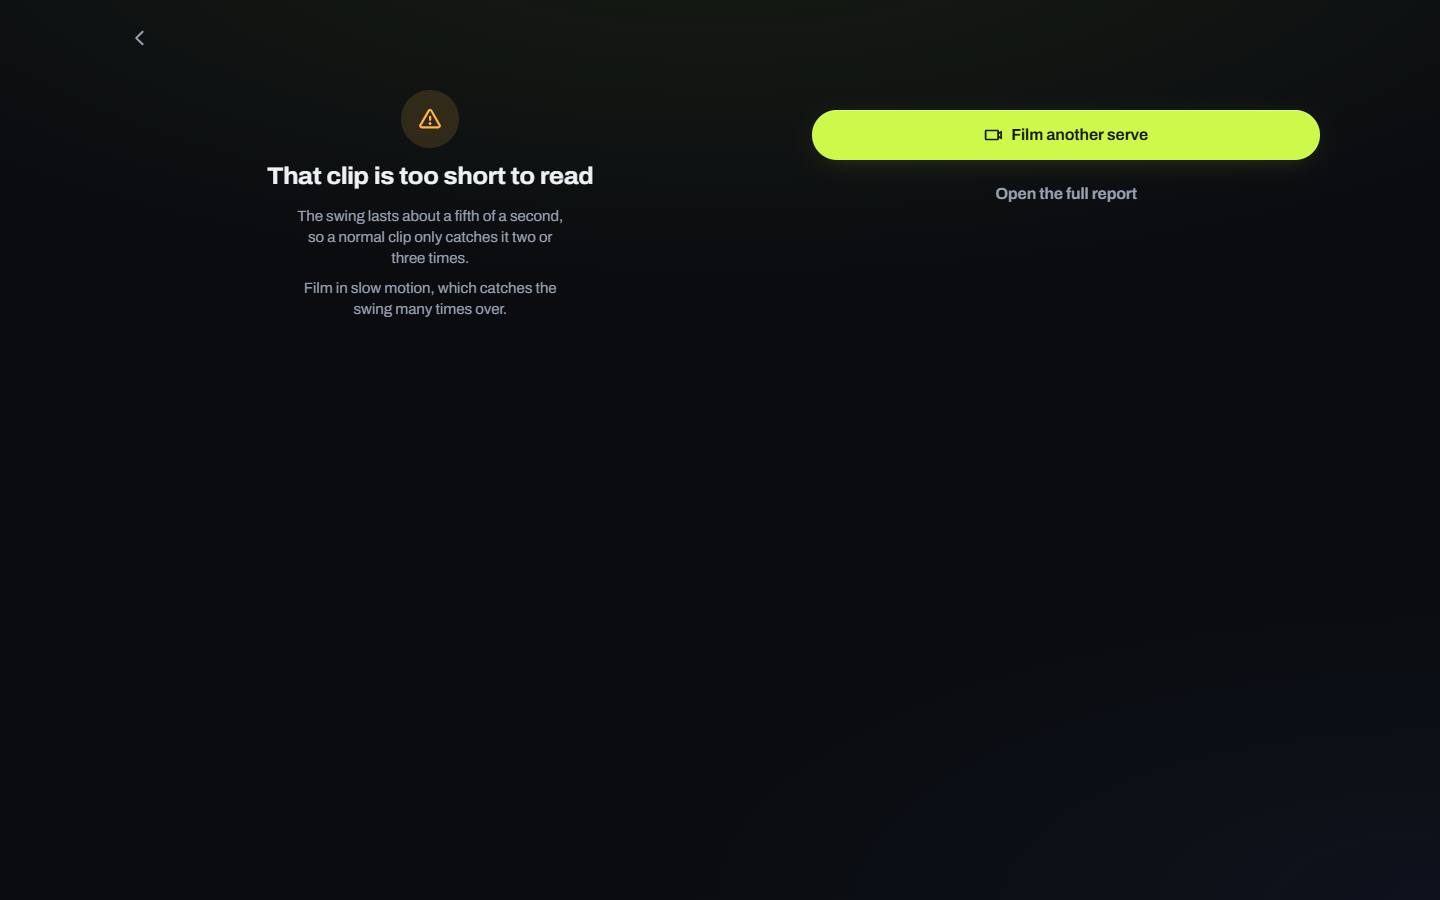 That clip is too short to read
The swing lasts about a fifth of a second,
so a normal clip only catches it two or
three times.
Film in slow motion, which catches the
swing many times over.
Film another serve
Open the full report